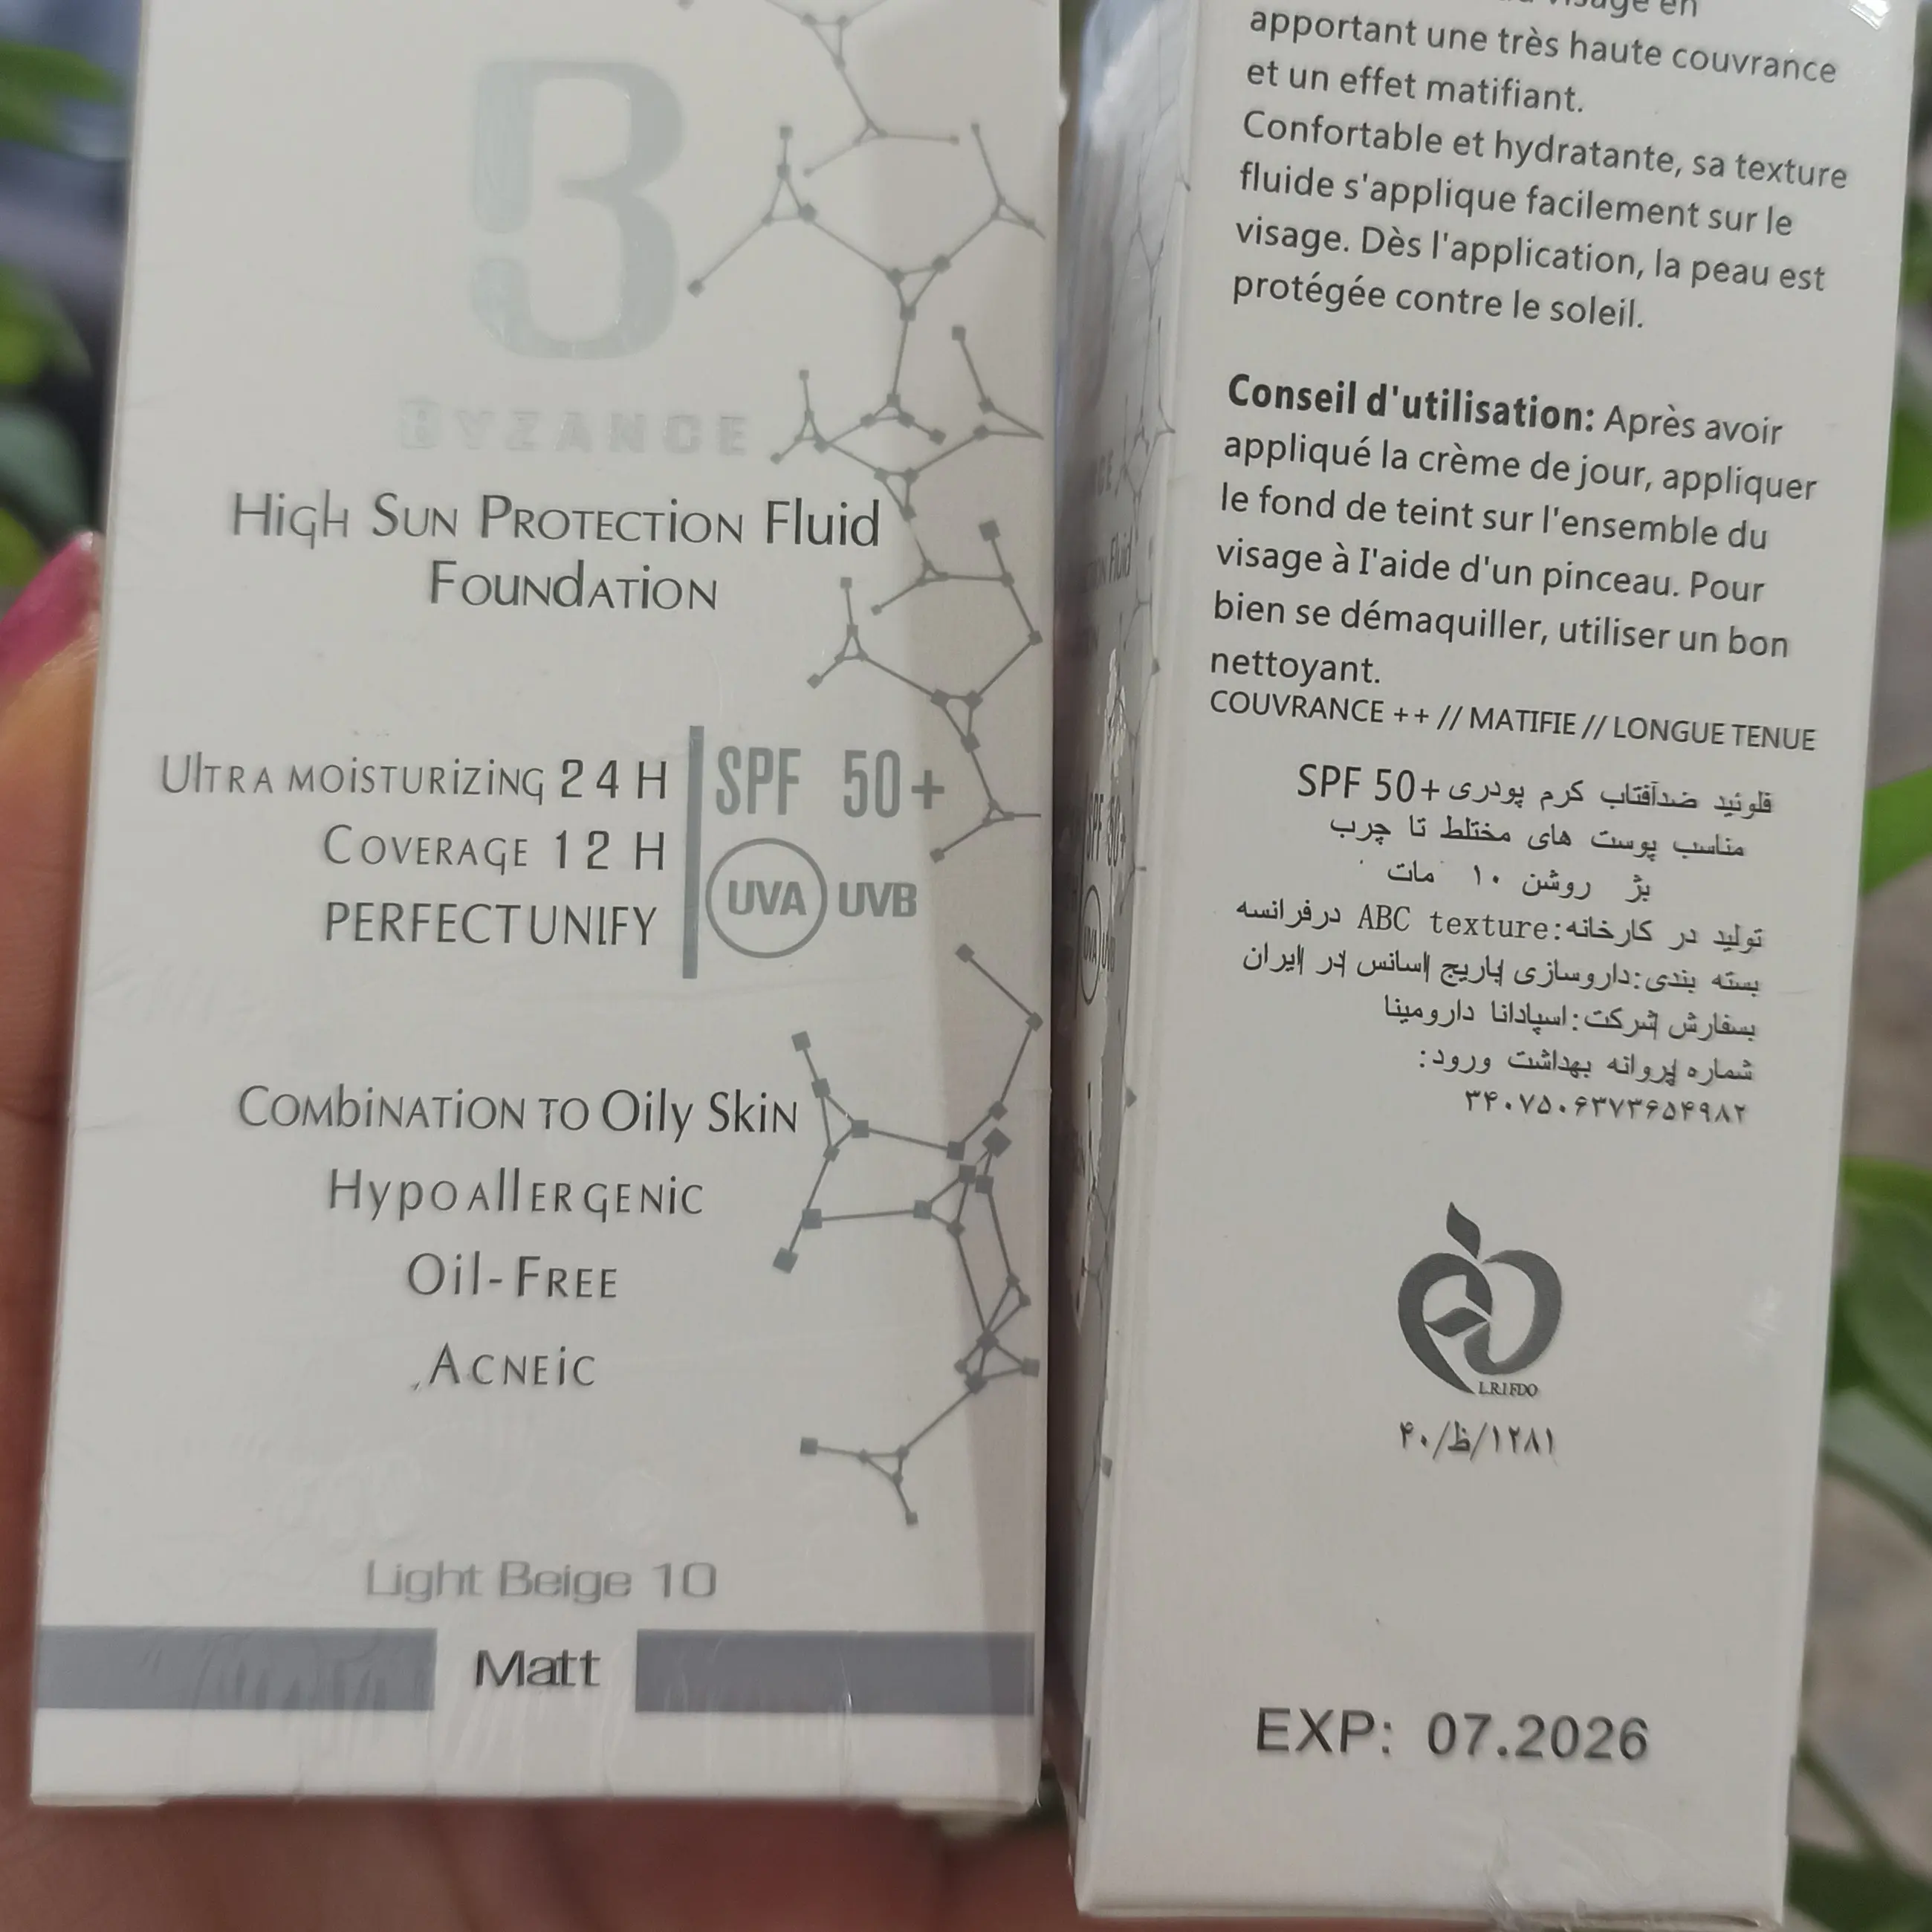 B
BYZANCE
High Sun Protection Fluid
Foundation
Ultra moisturizing 24 H
Coverage 12 H
PERFECT UNIFY
SPF 50+
UVA UVB
Combination to Oily Skin
Hypoallergenic
Oil-Free
Acneic
Light Beige 10
Matt
visage en
apportant une très haute couvrance
et un effet matifiant.
Confortable et hydratante, sa texture
fluide s'applique facilement sur le
visage. Dès l'application, la peau est
protégée contre le soleil.
Conseil d'utilisation: Après avoir
appliqué la crème de jour, appliquer
le fond de teint sur l'ensemble du
visage à l'aide d'un pinceau. Pour
bien se démaquiller, utiliser un bon
nettoyant.
COUVRANCE ++ // MATIFIE // LONGUE TENUE
فلوئید ضدآفتاب کرم پودری +SPF 50
مناسب پوست های مختلط تا چرب
بژ روشن ۱۰ مات
تولید در کارخانه:ABC texture درفرانسه
بسته بندی:داروسازی باریج اسانس در ایران
بسفارش شرکت:اسپادانا دارومینا
شماره پروانه بهداشت ورود:
۳۴۰۷۵۰۶۳۷۳۶۵۴۹۸۲
I.R.I FDO
۴۰/ظ/۱۲۸۱
EXP: 07.2026